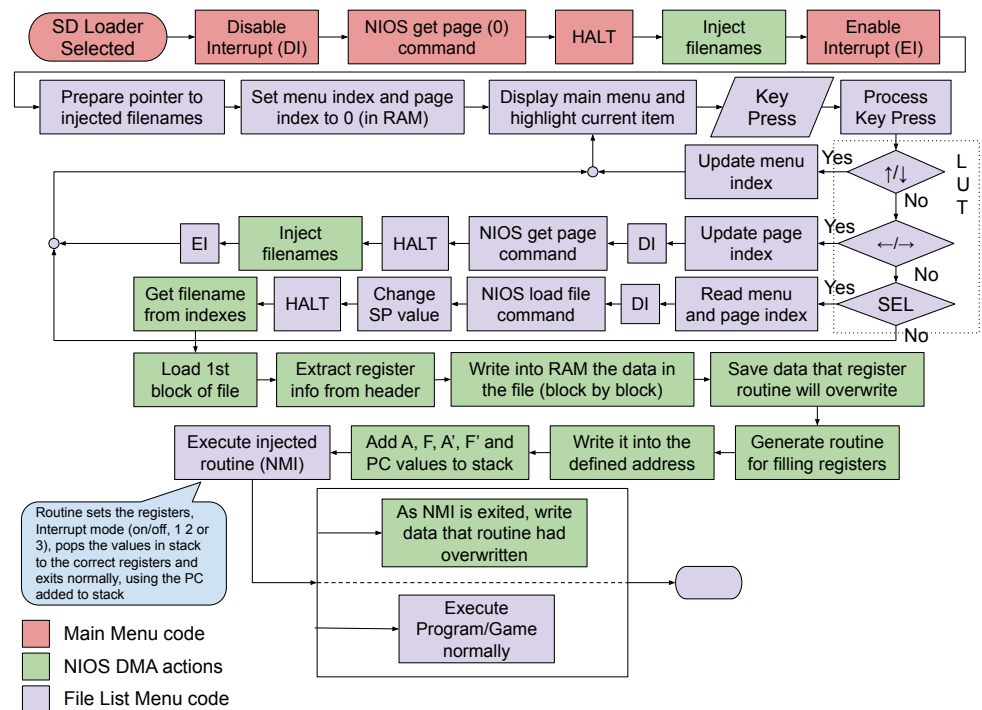 SD Loader
Selected
Disable
Interrupt (DI)
NIOS get page (0)
command
HALT
Inject
filenames
Enable
Interrupt (EI)
Prepare pointer to
injected filenames
Set menu index and page
index to 0 (in RAM)
Display main menu and
highlight current item
Key
Press
Process
Key Press
Update menu
index
Yes
↑/↓
L
U
T
No
EI
Inject
filenames
HALT
NIOS get page
command
DI
Update page
index
Yes
←/→
No
Get filename
from indexes
HALT
Change
SP value
NIOS load file
command
DI
Read menu
and page index
Yes
SEL
No
Load 1st
block of file
Extract register
info from header
Write into RAM the data in
the file (block by block)
Save data that register
routine will overwrite
Execute injected
routine (NMI)
Add A, F, A’, F’ and
PC values to stack
Write it into the
defined address
Generate routine
for filling registers
Routine sets the registers,
Interrupt mode (on/off, 1 2 or
3), pops the values in stack
to the correct registers and
exits normally, using the PC
added to stack
As NMI is exited, write
data that routine had
overwritten
Execute
Program/Game
normally
Main Menu code
NIOS DMA actions
File List Menu code